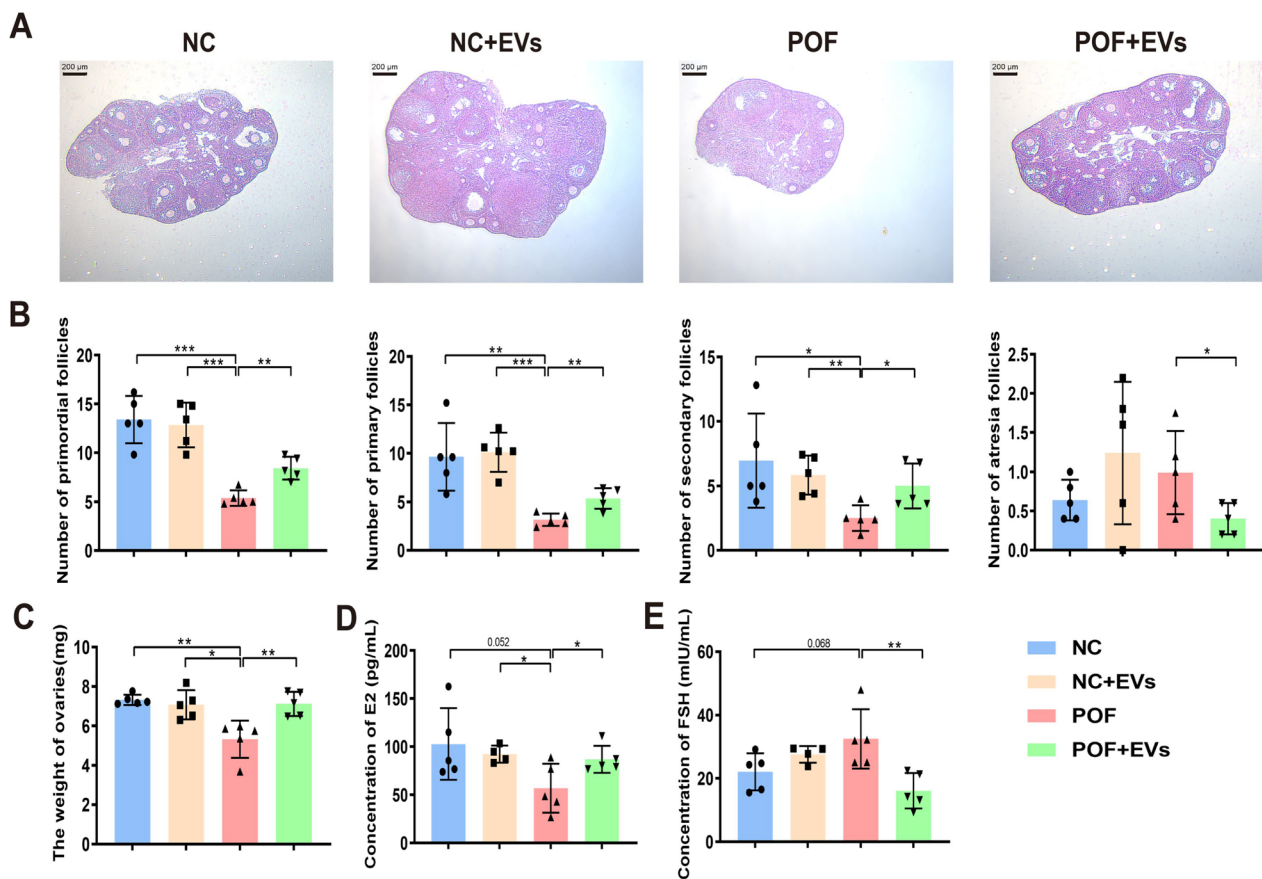 A
NC
NC+EVs
POF
POF+EVs
200 μm
200 μm
200 μm
200 μm
B
Number of primordial follicles
20
15
10
5
0
***
***
**
Number of primary follicles
20
15
10
5
0
**
***
**
Number of secondary follicles
15
10
5
0
*
**
*
Number of atresia follicles
2.5
2.0
1.5
1.0
0.5
0.0
*
C
The weight of ovaries(mg)
10
8
6
4
2
0
**
*
**
D
Concentration of E2 (pg/mL)
200
150
100
50
0
0.052
*
*
E
Concentration of FSH (mIU/mL)
60
40
20
0
0.068
**
NC
NC+EVs
POF
POF+EVs